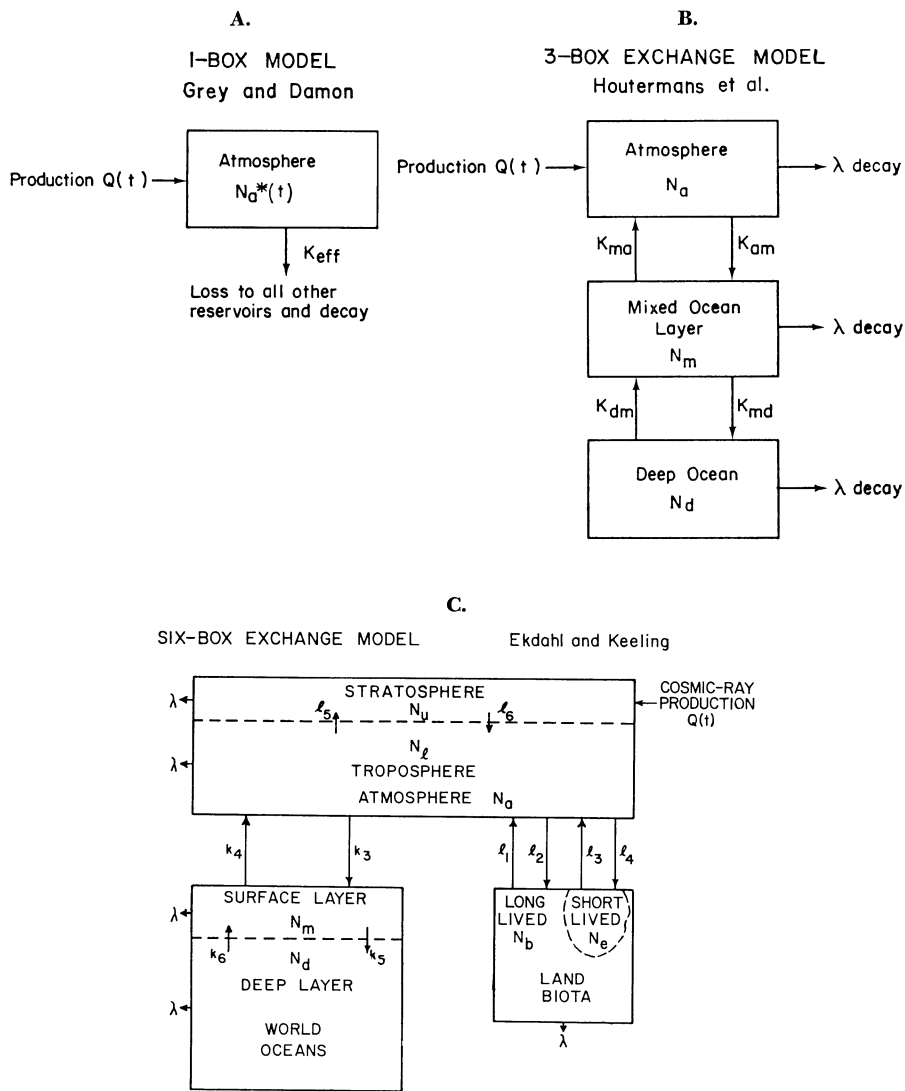 A.
1-BOX MODEL
Grey and Damon
Production Q(t)
Atmosphere
Na*(t)
Keff
Loss to all other
reservoirs and decay
B.
3-BOX EXCHANGE MODEL
Houtermans et al.
Production Q(t)
Atmosphere
Na
λ decay
Kma
Kam
Mixed Ocean
Layer
Nm
λ decay
Kdm
Kmd
Deep Ocean
Nd
λ decay
C.
SIX-BOX EXCHANGE MODEL
Ekdahl and Keeling
STRATOSPHERE
Nu
λ
ℓ5
ℓ6
COSMIC-RAY
PRODUCTION
Q(t)
Nℓ
λ
TROPOSPHERE
ATMOSPHERE Na
k4
k3
ℓ1
ℓ2
ℓ3
ℓ4
SURFACE LAYER
λ
Nm
k6
k5
Nd
DEEP LAYER
λ
WORLD
OCEANS
LONG
LIVED
Nb
SHORT
LIVED
Ne
LAND
BIOTA
λ